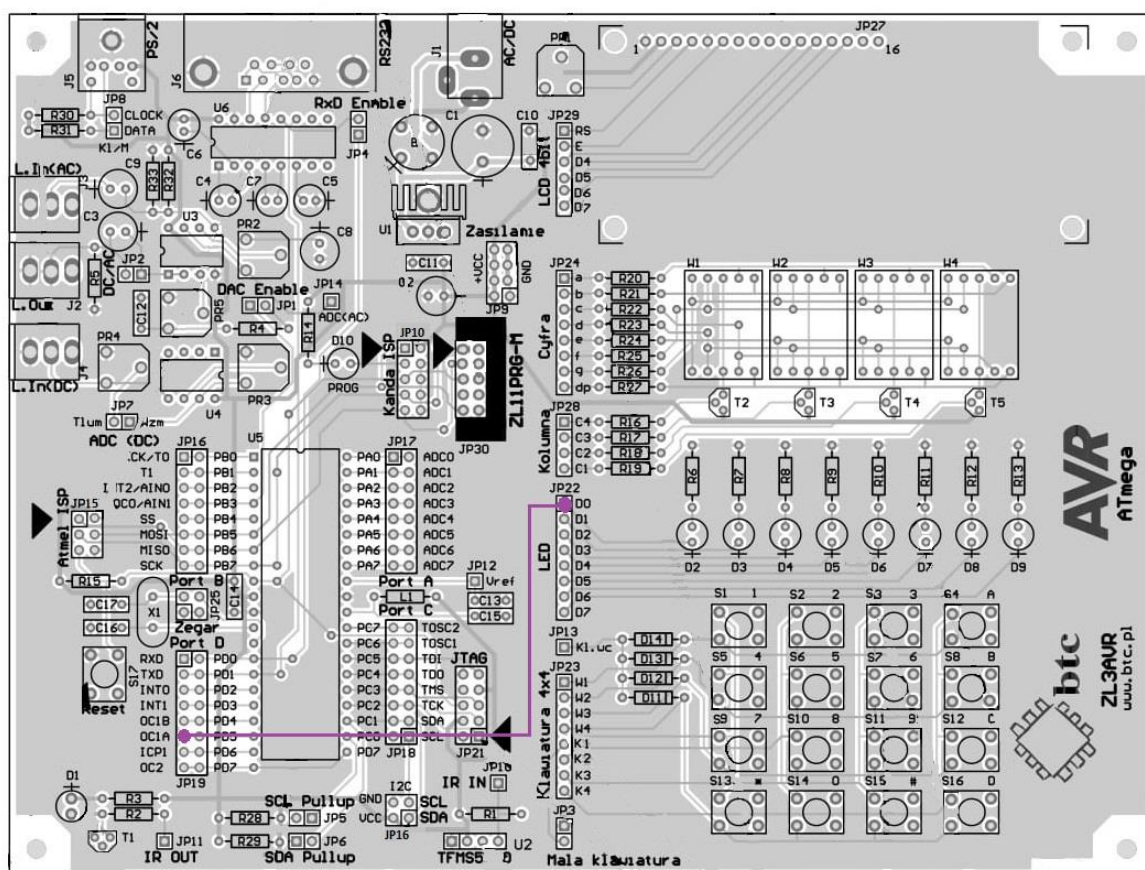 PS/2
J5
JP8
CLOCK
DATA
Kl/M
R30
R31
J6
RS232
J1
AC/DC
PR1
1
JP27
16
U6
RxD Enable
JP4
C6
C1
C10
JP29
RS
E
D4
D5
D6
D7
LCD 4bit
L.In(AC)
J3
C9
R33
R32
C4
C7
C5
C3
U3
PR2
C8
U1
Zasilanie
+VCC
GND
JP9
C11
DC/AC
R5
JP2
L.Out
J2
C12
PR5
DAC Enable
JP1
JP14
ADC(AC)
R4
R14
L.In(DC)
J4
PR4
U4
PR3
D10
PROG
JP10
Kanda ISP
ZL11PRG-M
JP30
JP24
a
b
c
d
e
f
g
dp
Cyfra
R20
R21
R22
R23
R24
R25
R26
R27
W1
W2
W3
W4
T2
T3
T4
T5
JP28
C4
C3
C2
C1
Kolumna
R16
R17
R18
R19
JP7
Tlum
Wzm
ADC (DC)
JP16
U5
JP17
T1
PB0
PB1
PB2
PB3
PB4
PB5
PB6
PB7
SS
MOSI
MISO
SCK
PA0
PA1
PA2
PA3
PA4
PA5
PA6
PA7
ADC0
ADC1
ADC2
ADC3
ADC4
ADC5
ADC6
ADC7
Atmel ISP
JP15
R15
Port B
Port A
L1
Port C
JP12
Vref
C13
C15
C17
C16
X1
JP25
C14
Zegar
Port D
S17
Reset
RXD
TXD
INT0
INT1
OC1B
OC1A
ICP1
OC2
PD0
PD1
PD2
PD3
PD4
PD5
PD6
PD7
JP19
PC7
PC6
PC5
PC4
PC3
PC2
PC1
PC0
PD7
TOSC2
TOSC1
TDI
TDO
TMS
TCK
SDA
SCL
JP18
JTAG
JP21
JP22
D0
D1
D2
D3
D4
D5
D6
D7
LED
R6
R7
R8
R9
R10
R11
R12
R13
D2
D3
D4
D5
D6
D7
D8
D9
AVR
ATmega
JP13
Kl.wc
JP23
W1
W2
W3
W4
K1
K2
K3
K4
Klawiatura 4x4
D14
D13
D12
D11
S1 1
S2 2
S3 3
S4 A
S5 4
S6 5
S7 6
S8 B
S9 7
S10 8
S11 9
S12 C
S13 *
S14 0
S15 #
S16 D
btc
ZL3AVR
www.btc.pl
D1
R3
R2
T1
JP11
IR OUT
SCL Pullup
R28
JP5
R29
JP6
SDA Pullup
I2C
GND
VCC
SCL
SDA
JP16
IR IN
R1
U2
TFMS5
JP3
Mala klawiatura